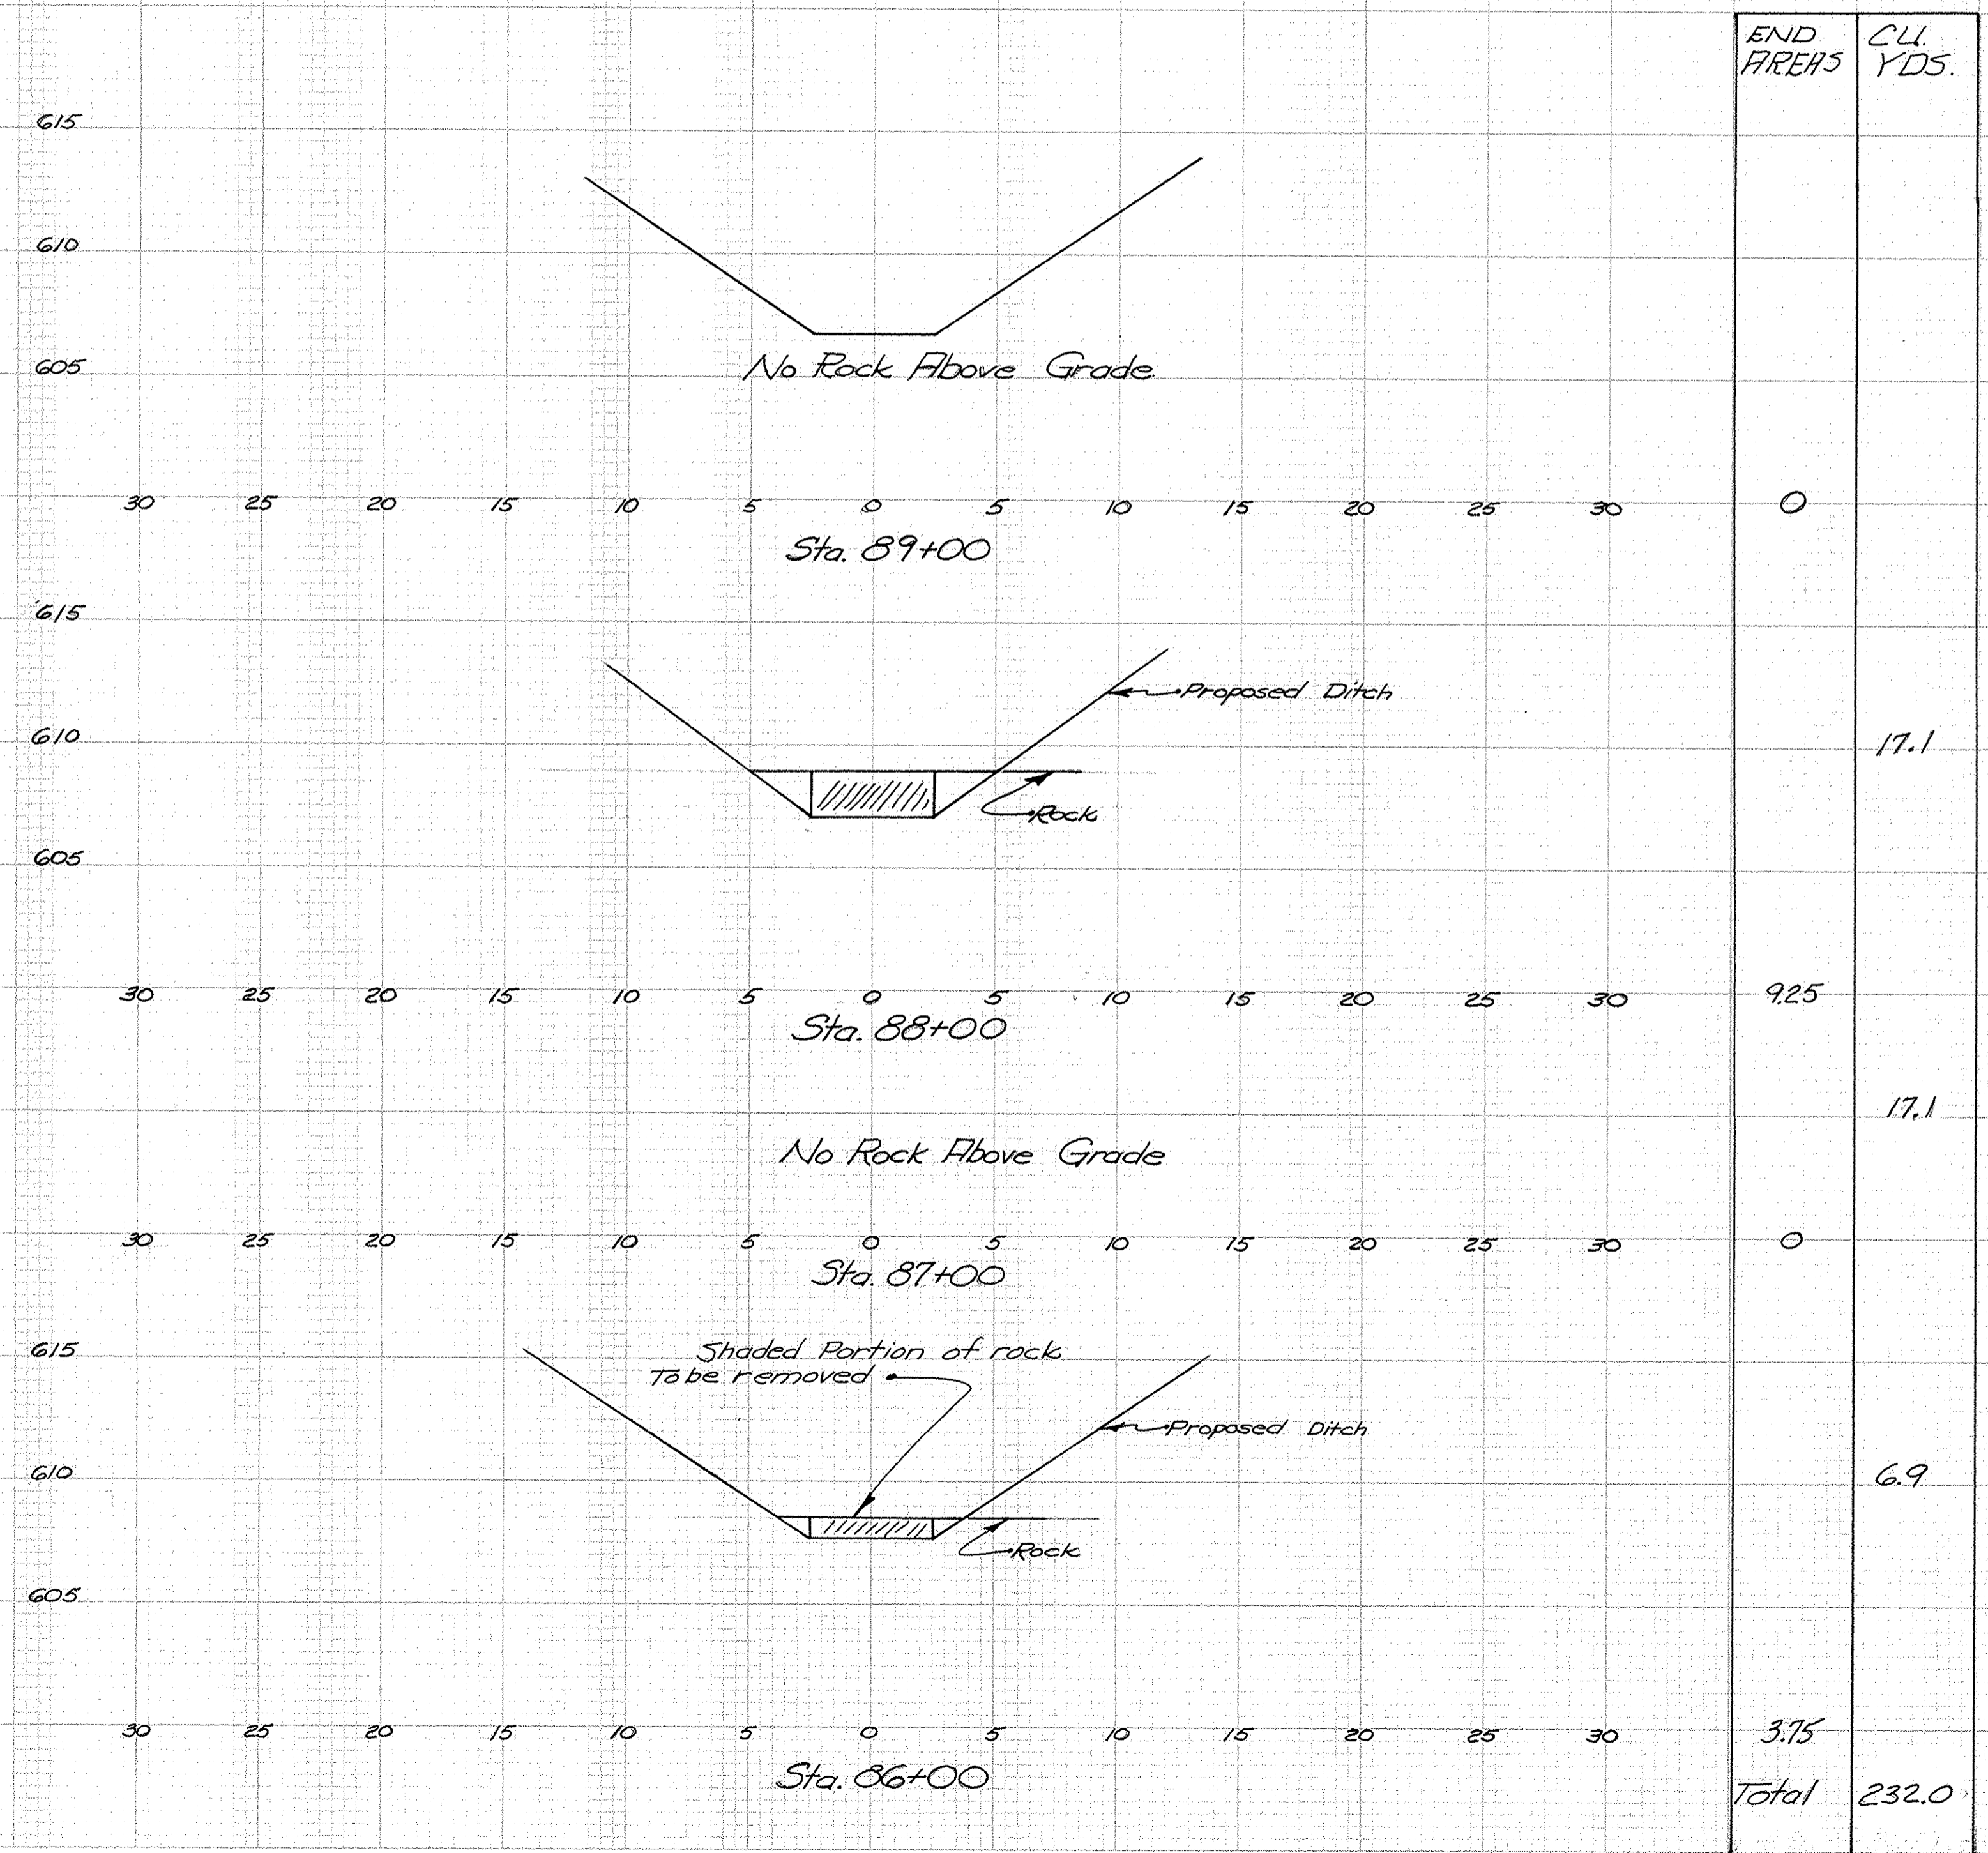 END AREAS
CU. YDS.
615
610
605
No Rock Above Grade
30 25 20 15 10 5 0 5 10 15 20 25 30 0
Sta. 89+00
615
Proposed Ditch
610
17.1
Rock
605
30 25 20 15 10 5 0 5 10 15 20 25 30 9.25
Sta. 88+00
17.1
No Rock Above Grade
30 25 20 15 10 5 0 5 10 15 20 25 30 0
Sta. 87+00
615
Shaded Portion of rock
To be removed
Proposed Ditch
610
6.9
Rock
605
30 25 20 15 10 5 0 5 10 15 20 25 30 3.75
Sta. 86+00
Total 232.0